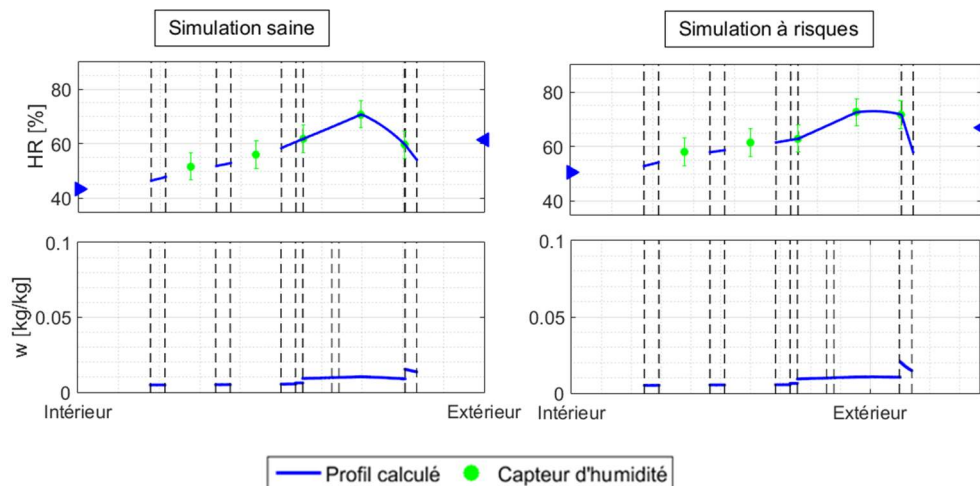 Simulation saine
Simulation à risques
HR [%]
80
60
40
80
60
40
w [kg/kg]
0.1
0.05
0
0.1
0.05
0
Intérieur
Extérieur
Intérieur
Extérieur
Profil calculé
Capteur d'humidité